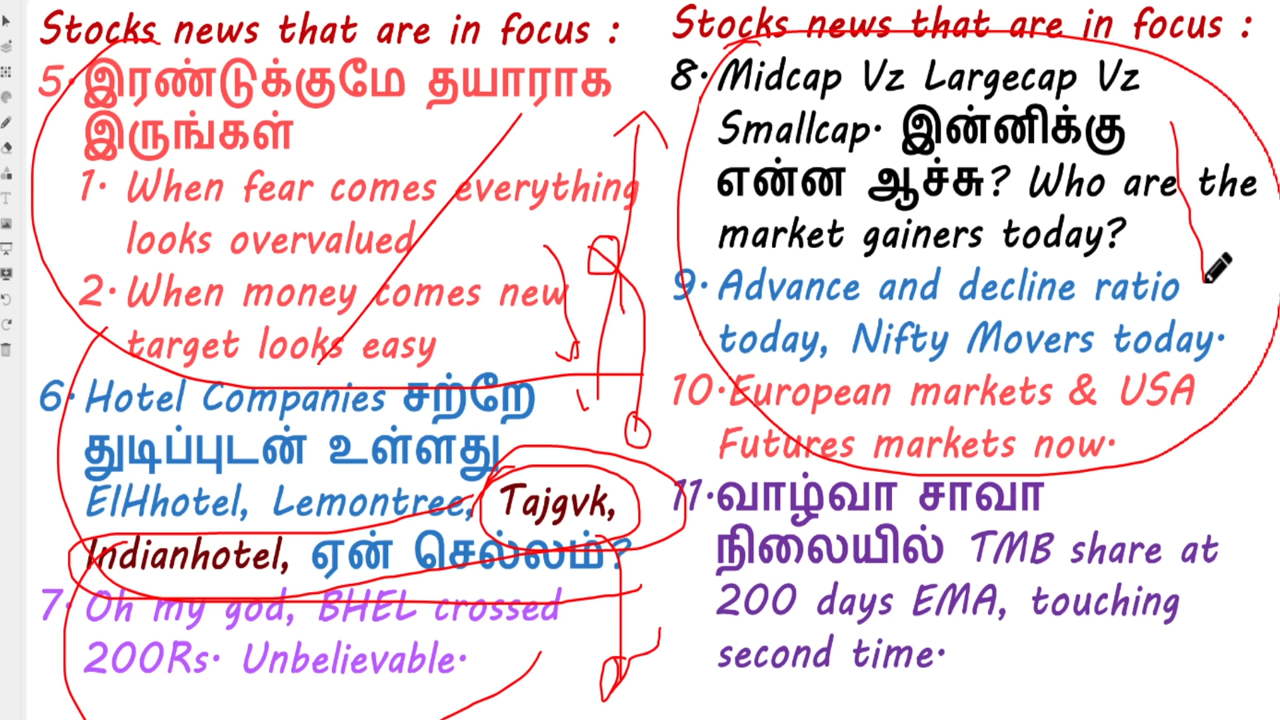 Stocks news that are in focus :
5. இரண்டுக்குமே தயாராக
இருங்கள்
1. When fear comes everything
looks overvalued
2. When money comes new
target looks easy
6. Hotel Companies சற்றே
துடிப்புடன் உள்ளது
EIHhotel, Lemontree, Tajgvk,
Indianhotel, ஏன் செல்லம்?
7. Oh my god, BHEL crossed
200Rs. Unbelievable.
Stocks news that are in focus :
8. Midcap Vz Largecap Vz
Smallcap. இன்னிக்கு
என்ன ஆச்சு? Who are the
market gainers today?
9. Advance and decline ratio
today, Nifty Movers today.
10. European markets & USA
Futures markets now.
11. வாழ்வா சாவா
நிலையில் TMB share at
200 days EMA, touching
second time.